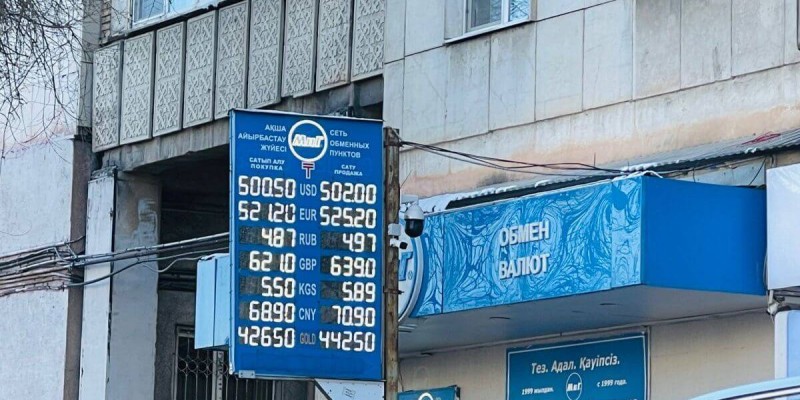 АҚША
АЙЫРБАСТАУ
ЖҮЙЕСІ
МиГ
СЕТЬ
ОБМЕННЫХ
ПУНКТОВ
САТЫП АЛУ
ПОКУПКА
САТУ
ПРОДАЖА
500.50 USD 502.00
521.20 EUR 525.20
4.87 RUB 4.97
621.0 GBP 639.0
5.50 KGS 5.89
68.90 CNY 70.90
42650 GOLD 44250
ОБМЕН
ВАЛЮТ
Тез. Адал. Қауіпсіз.
1999 жылдан. МиГ с 1999 года.